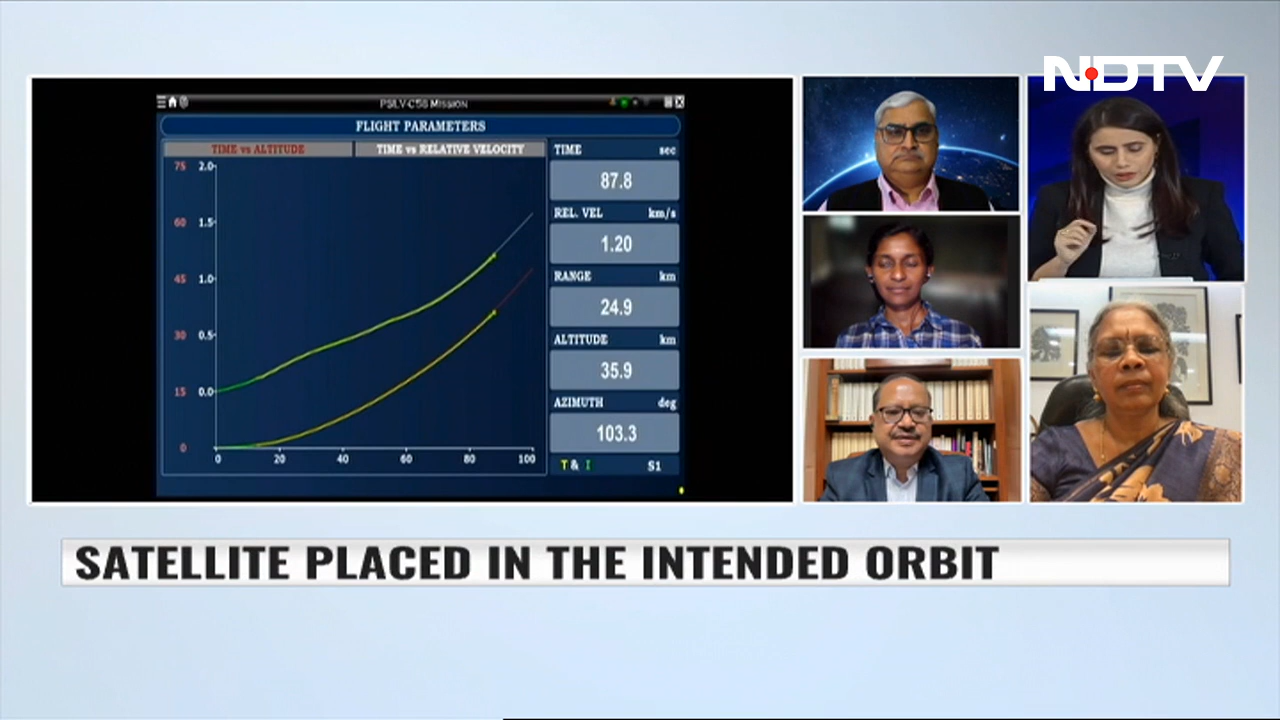 NDTV
PSLV-C58 Mission
FLIGHT PARAMETERS
TIME vs ALTITUDE
TIME vs RELATIVE VELOCITY
75 2.0
60 1.5
45 1.0
30 0.5
15 0.0
0
0 20 40 60 80 100
TIME sec
87.8
REL. VEL km/s
1.20
RANGE km
24.9
ALTITUDE km
35.9
AZIMUTH deg
103.3
T & I S1
SATELLITE PLACED IN THE INTENDED ORBIT